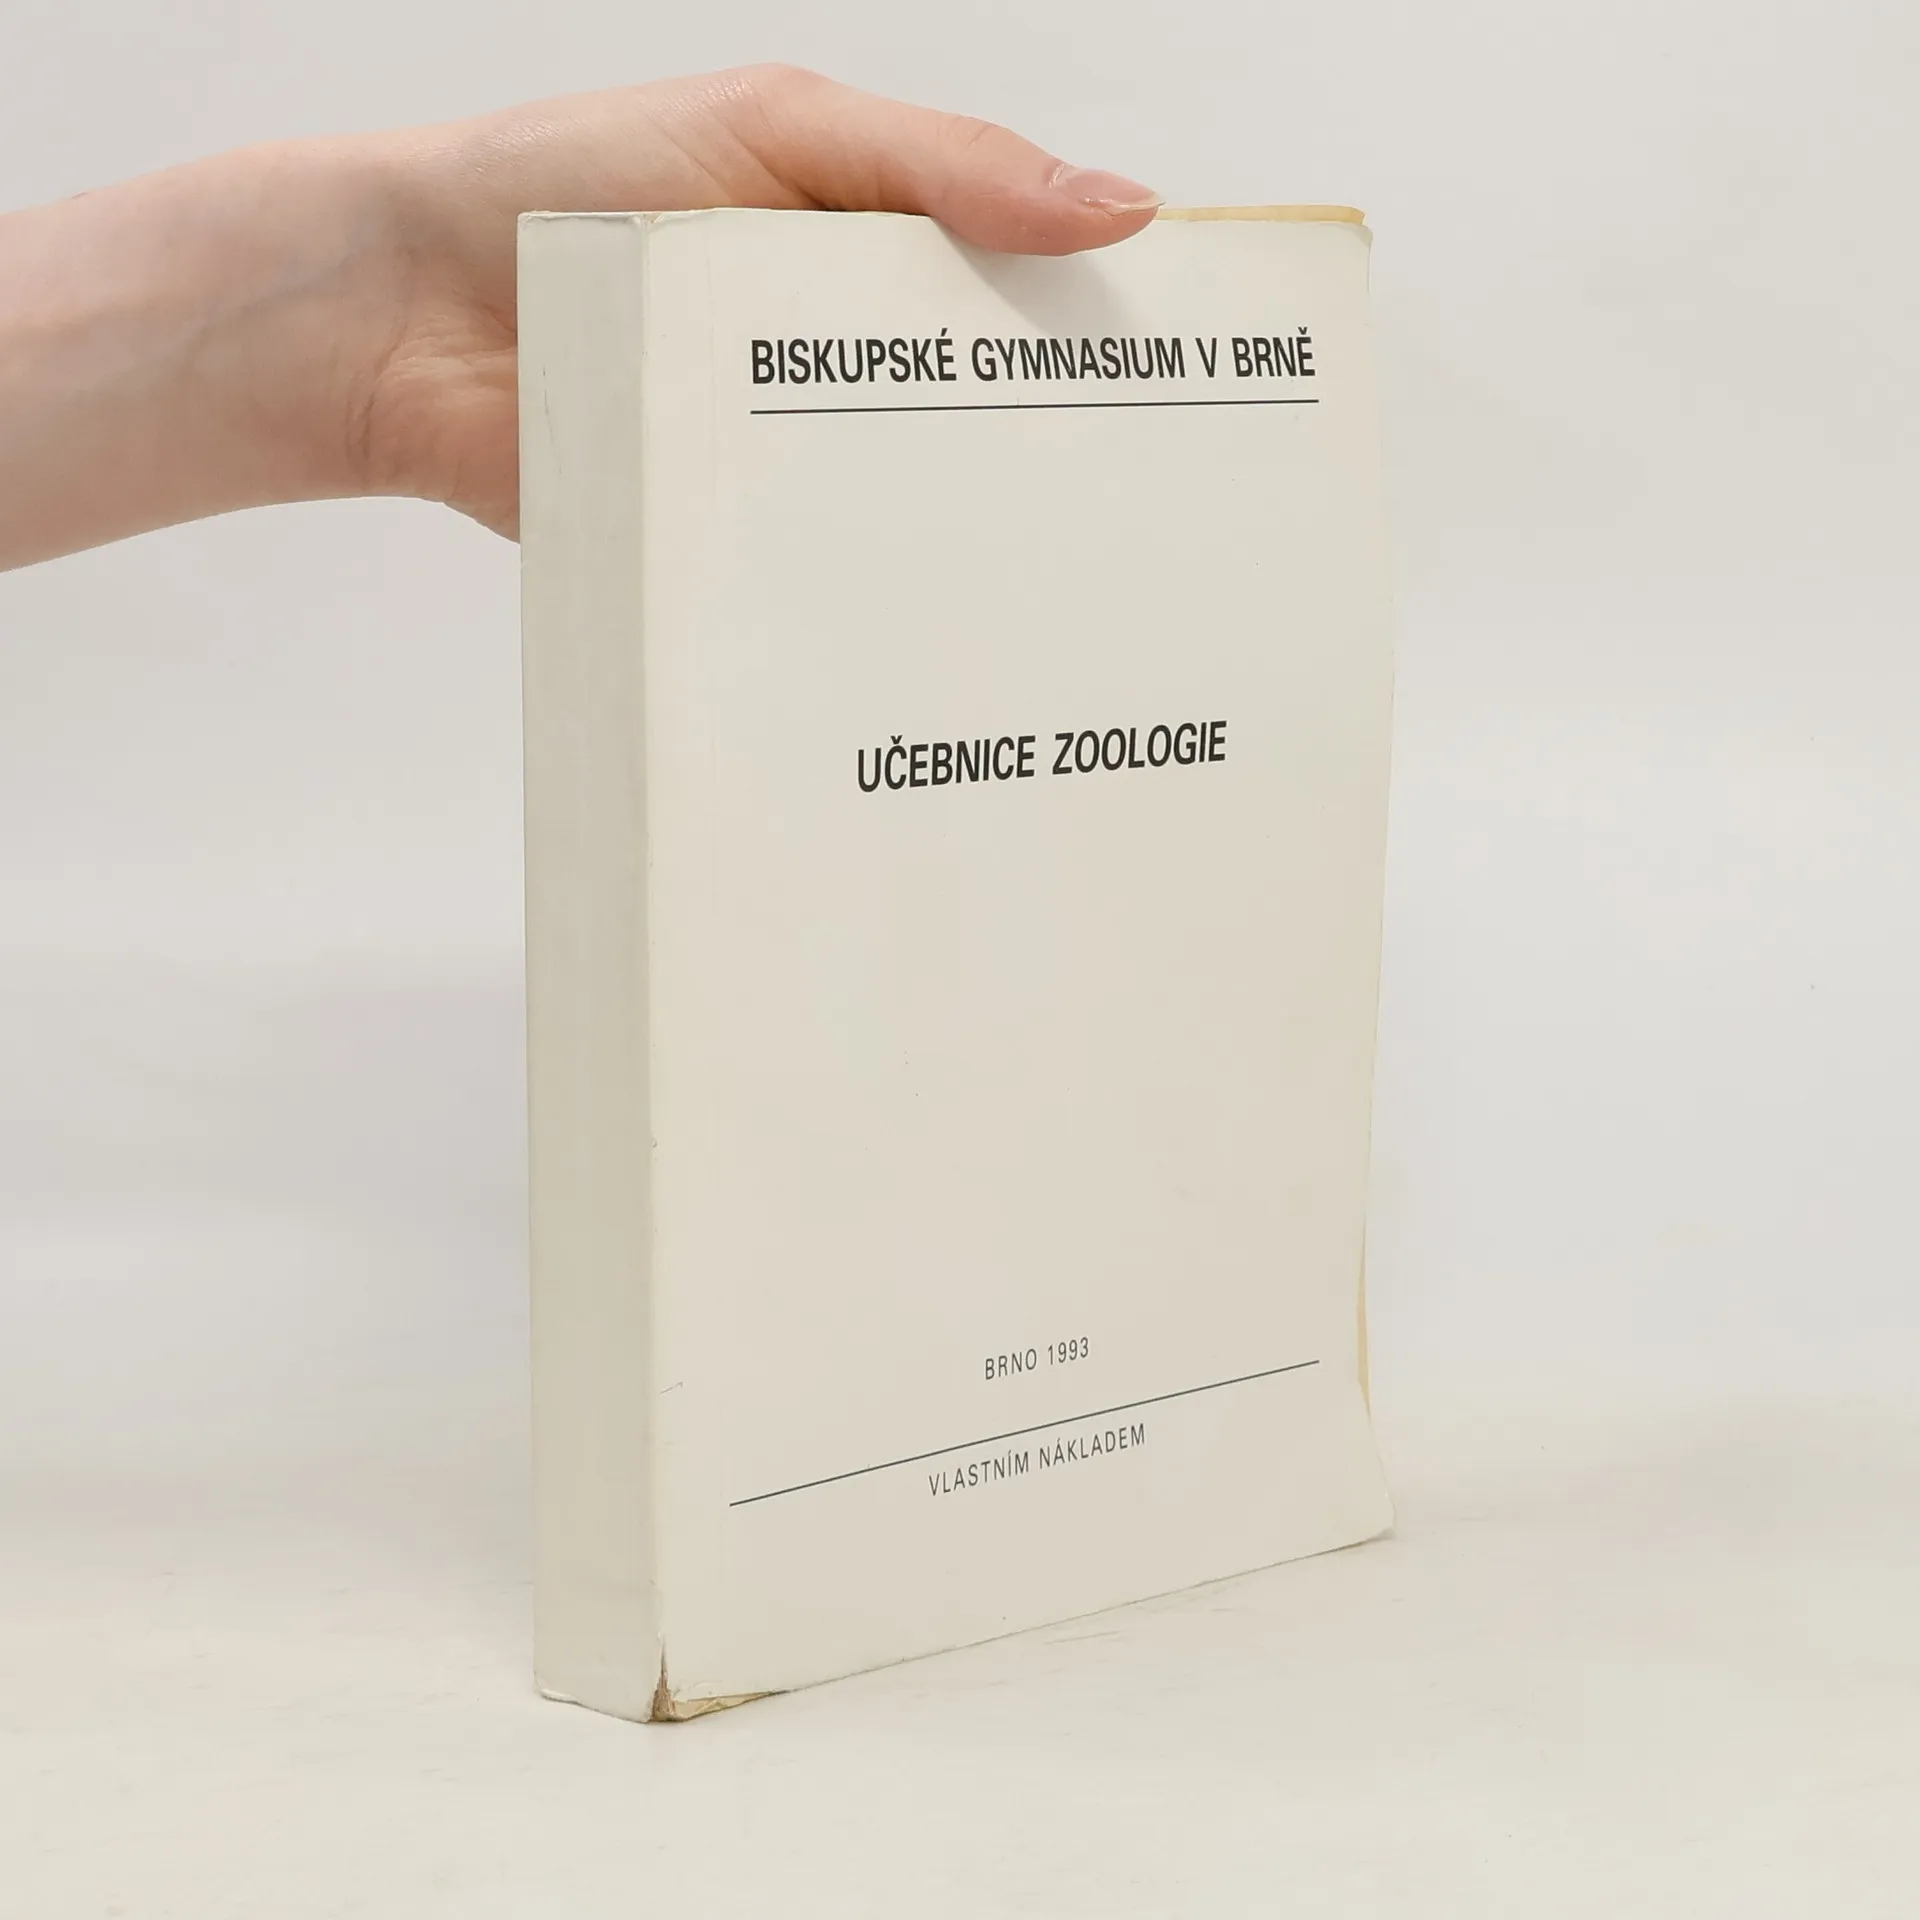 BISKUPSKÉ GYMNASIUM V BRNĚ
UČEBNICE ZOOLOGIE
BRNO 1993
VLASTNÍM NÁKLADEM